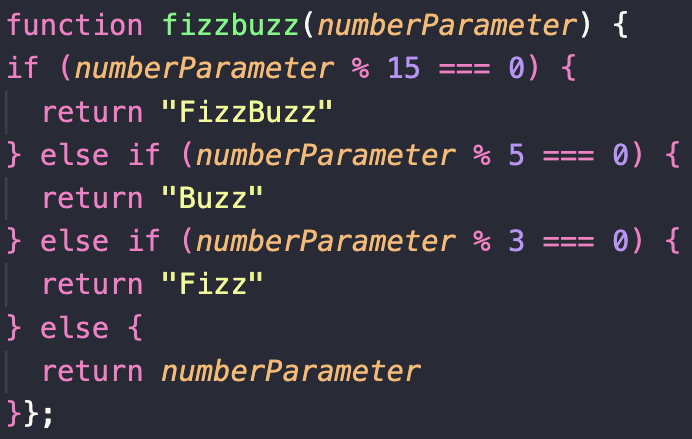 function fizzbuzz(numberParameter) {
if (numberParameter % 15 === 0) {
  return "FizzBuzz"
} else if (numberParameter % 5 === 0) {
  return "Buzz"
} else if (numberParameter % 3 === 0) {
  return "Fizz"
} else {
  return numberParameter
}};